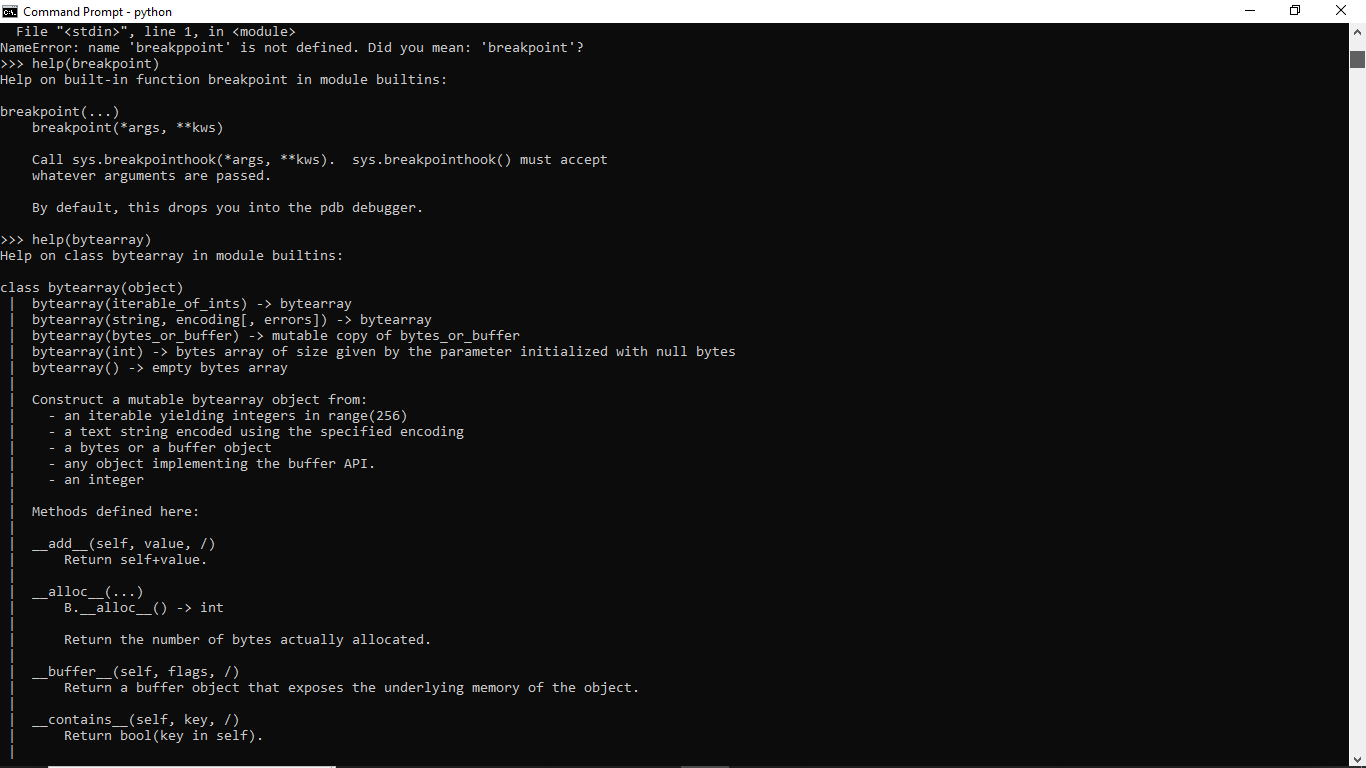 Command Prompt - python
  File "<stdin>", line 1, in <module>
NameError: name 'breakppoint' is not defined. Did you mean: 'breakpoint'?
>>> help(breakpoint)
Help on built-in function breakpoint in module builtins:

breakpoint(...)
    breakpoint(*args, **kws)

    Call sys.breakpointhook(*args, **kws).  sys.breakpointhook() must accept
    whatever arguments are passed.

    By default, this drops you into the pdb debugger.

>>> help(bytearray)
Help on class bytearray in module builtins:

class bytearray(object)
 |  bytearray(iterable_of_ints) -> bytearray
 |  bytearray(string, encoding[, errors]) -> bytearray
 |  bytearray(bytes_or_buffer) -> mutable copy of bytes_or_buffer
 |  bytearray(int) -> bytes array of size given by the parameter initialized with null bytes
 |  bytearray() -> empty bytes array
 |
 |  Construct a mutable bytearray object from:
 |    - an iterable yielding integers in range(256)
 |    - a text string encoded using the specified encoding
 |    - a bytes or a buffer object
 |    - any object implementing the buffer API.
 |    - an integer
 |
 |  Methods defined here:
 |
 |  __add__(self, value, /)
 |      Return self+value.
 |
 |  __alloc__(...)
 |      B.__alloc__() -> int
 |
 |      Return the number of bytes actually allocated.
 |
 |  __buffer__(self, flags, /)
 |      Return a buffer object that exposes the underlying memory of the object.
 |
 |  __contains__(self, key, /)
 |      Return bool(key in self).
 |